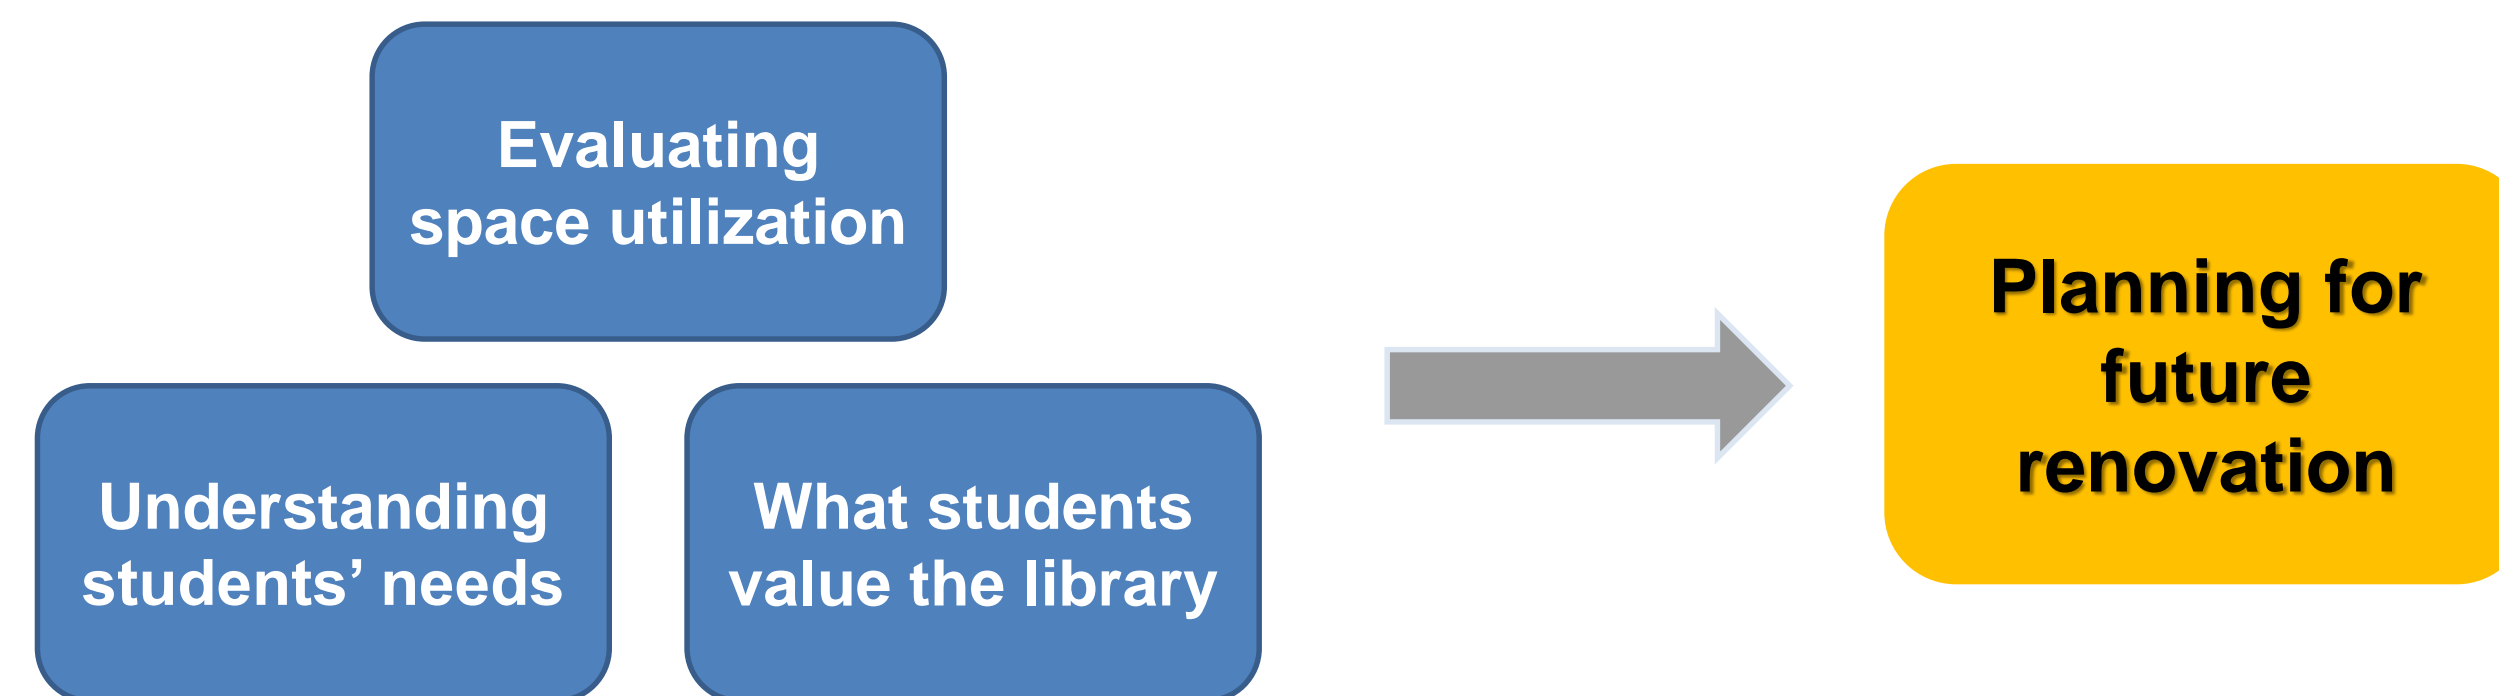 Evaluating
space utilization
Understanding
students’ needs
What students
value the library
Planning for
future
renovation